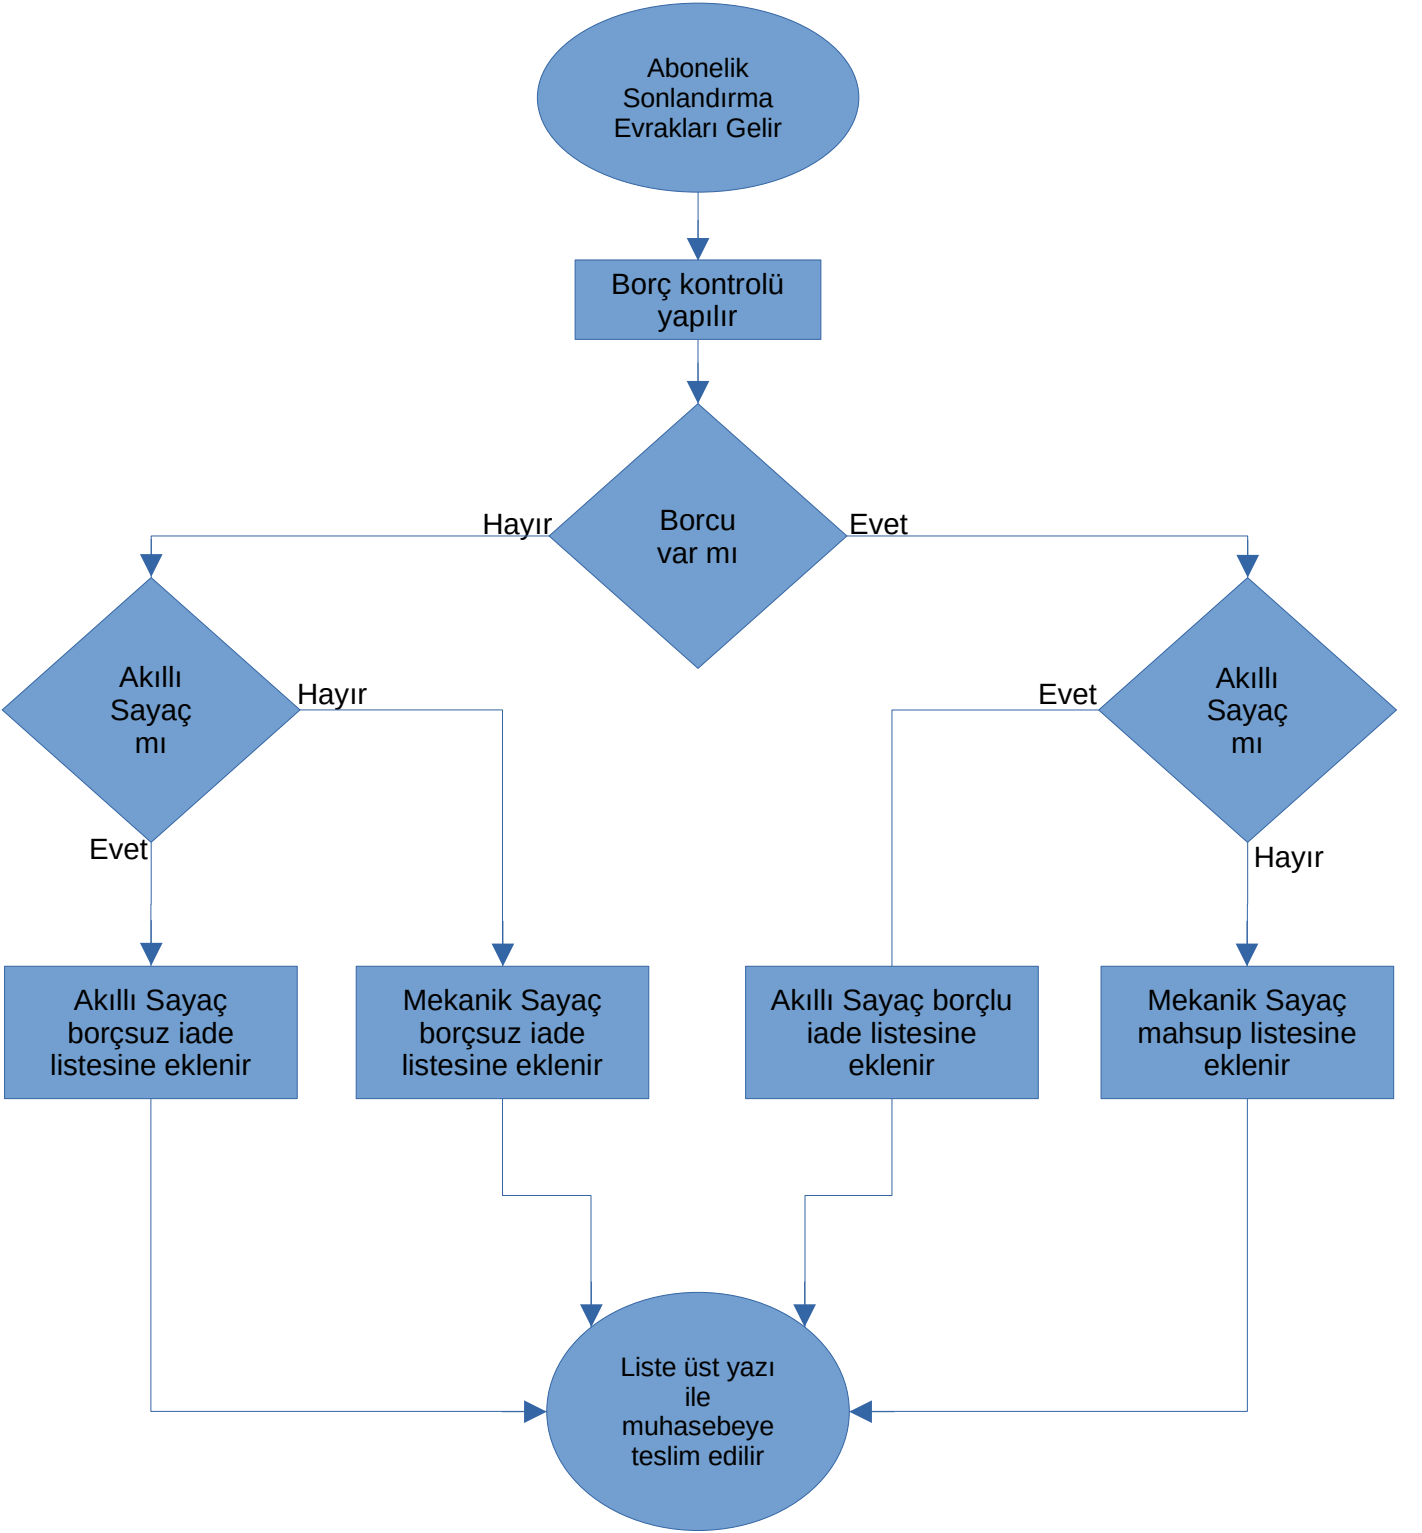 Abonelik
Sonlandırma
Evrakları Gelir
Borç kontrolü
yapılır
Borcu
var mı
Hayır
Evet
Akıllı
Sayaç
mı
Hayır
Evet
Akıllı
Sayaç
mı
Evet
Hayır
Akıllı Sayaç
borçsuz iade
listesine eklenir
Mekanik Sayaç
borçsuz iade
listesine eklenir
Akıllı Sayaç borçlu
iade listesine
eklenir
Mekanik Sayaç
mahsup listesine
eklenir
Liste üst yazı
ile
muhasebeye
teslim edilir